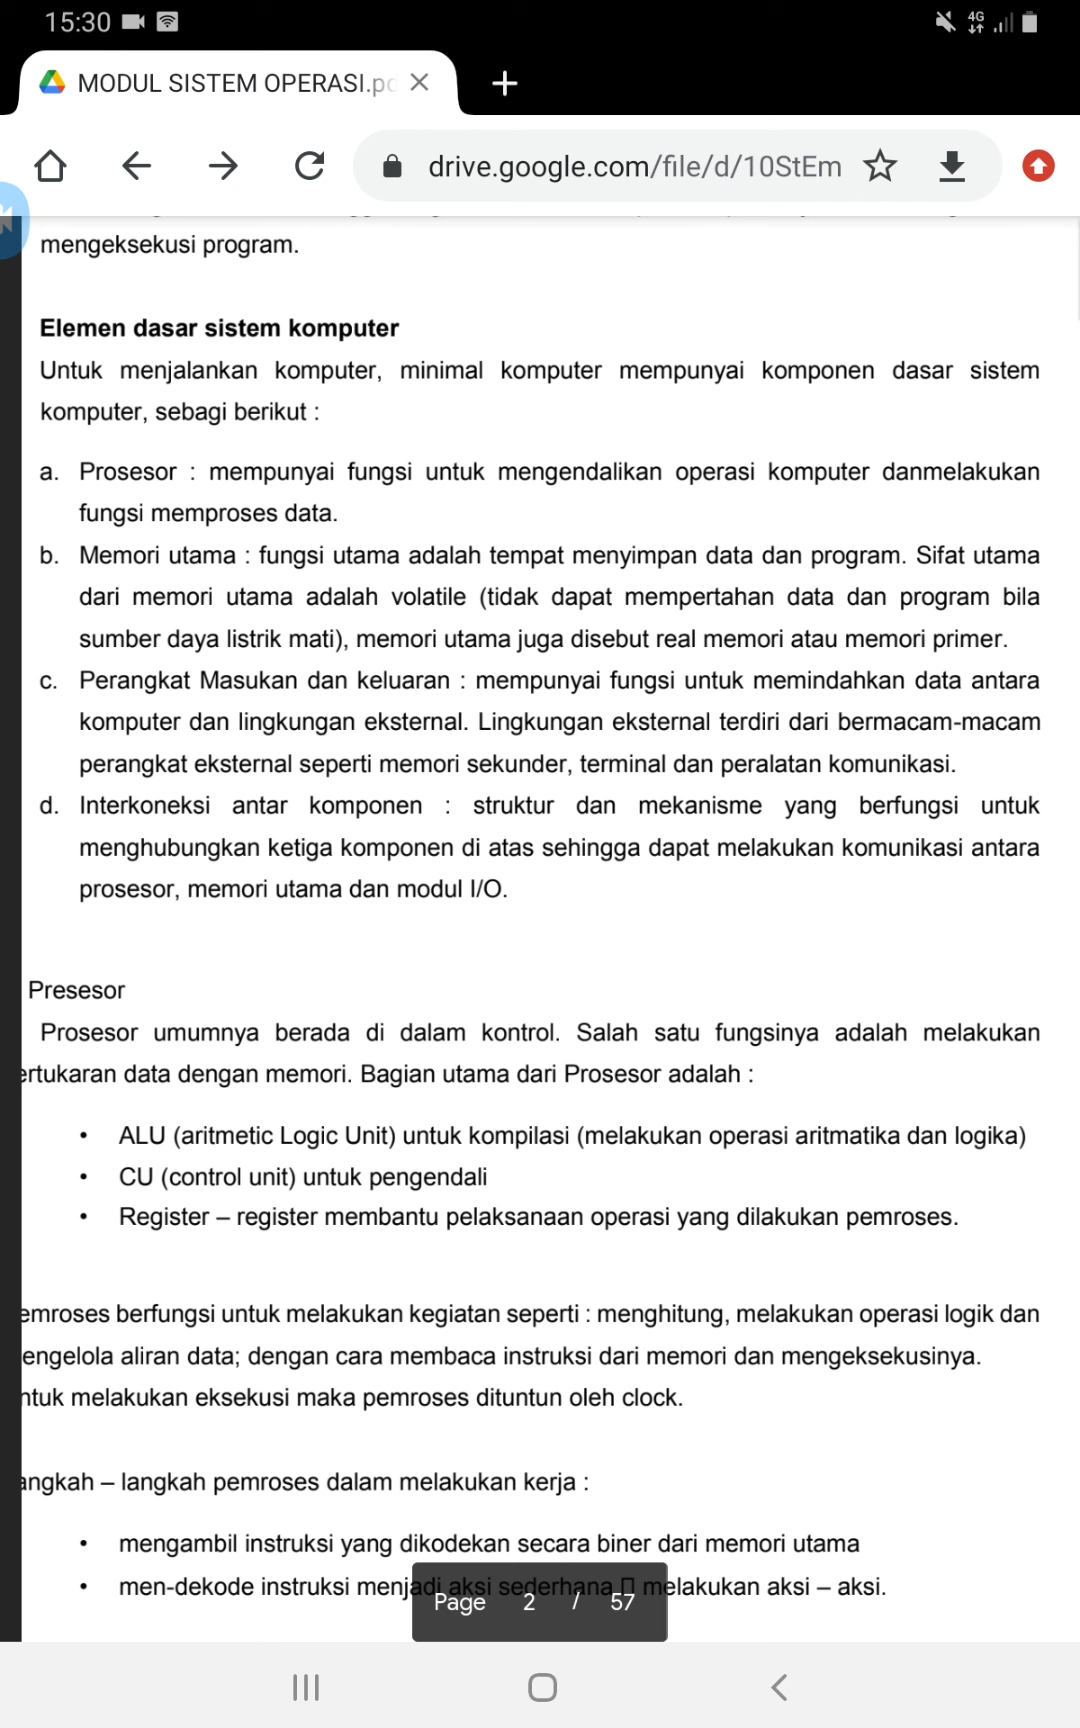 15:30
4G
MODUL SISTEM OPERASI.pd
drive.google.com/file/d/10StEm
mengeksekusi program.
Elemen dasar sistem komputer
Untuk menjalankan komputer, minimal komputer mempunyai komponen dasar sistem
komputer, sebagi berikut :
a. Prosesor : mempunyai fungsi untuk mengendalikan operasi komputer danmelakukan
fungsi memproses data.
b. Memori utama : fungsi utama adalah tempat menyimpan data dan program. Sifat utama
dari memori utama adalah volatile (tidak dapat mempertahan data dan program bila
sumber daya listrik mati), memori utama juga disebut real memori atau memori primer.
c. Perangkat Masukan dan keluaran : mempunyai fungsi untuk memindahkan data antara
komputer dan lingkungan eksternal. Lingkungan eksternal terdiri dari bermacam-macam
perangkat eksternal seperti memori sekunder, terminal dan peralatan komunikasi.
d. Interkoneksi antar komponen : struktur dan mekanisme yang berfungsi untuk
menghubungkan ketiga komponen di atas sehingga dapat melakukan komunikasi antara
prosesor, memori utama dan modul I/O.
Presesor
Prosesor umumnya berada di dalam kontrol. Salah satu fungsinya adalah melakukan
ertukaran data dengan memori. Bagian utama dari Prosesor adalah :
• ALU (aritmetic Logic Unit) untuk kompilasi (melakukan operasi aritmatika dan logika)
• CU (control unit) untuk pengendali
• Register – register membantu pelaksanaan operasi yang dilakukan pemroses.
emroses berfungsi untuk melakukan kegiatan seperti : menghitung, melakukan operasi logik dan
engelola aliran data; dengan cara membaca instruksi dari memori dan mengeksekusinya.
ntuk melakukan eksekusi maka pemroses dituntun oleh clock.
angkah – langkah pemroses dalam melakukan kerja :
• mengambil instruksi yang dikodekan secara biner dari memori utama
• men-dekode instruksi menjadi aksi sederhana melakukan aksi – aksi.
Page 2 / 57